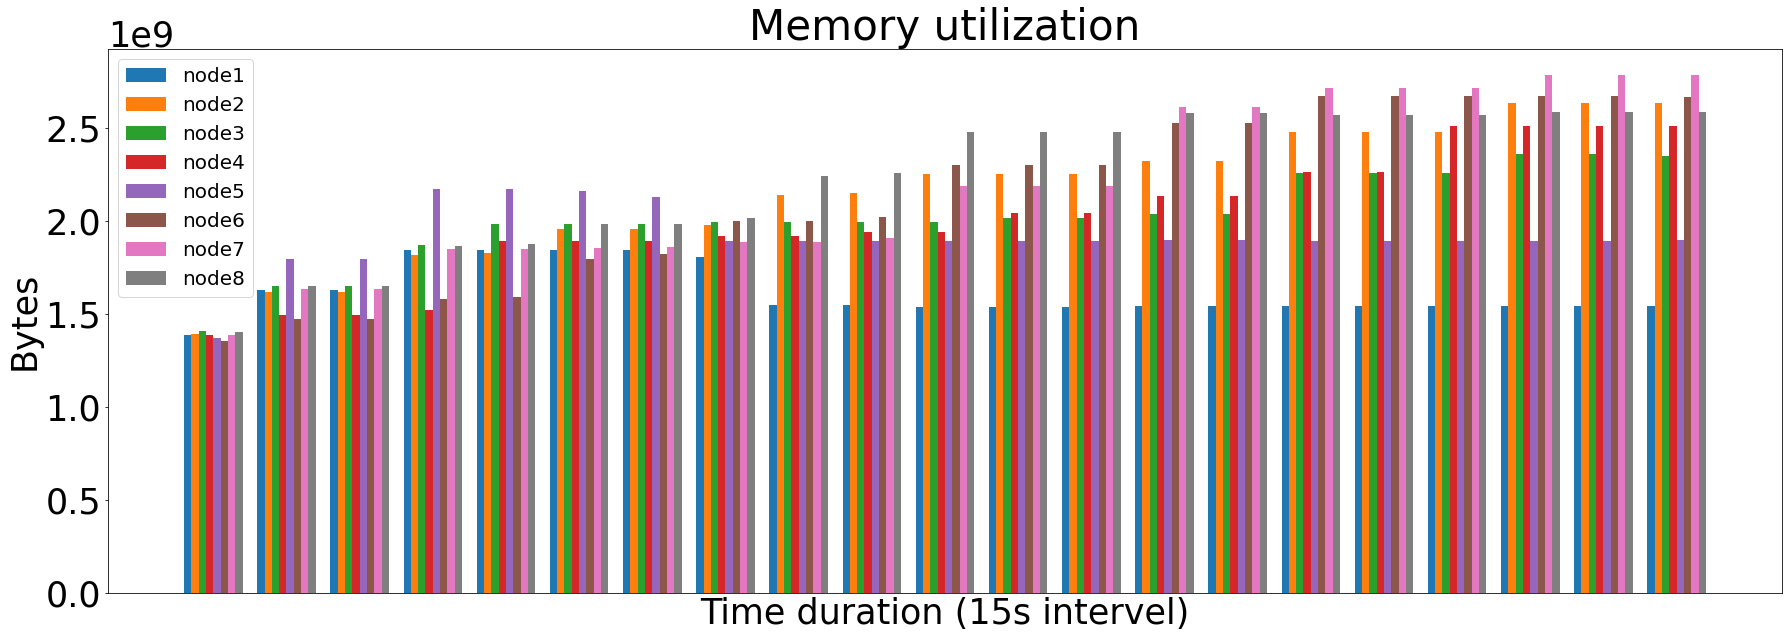 Memory utilization
1e9
node1
node2
node3
node4
node5
node6
node7
node8
2.5
2.0
1.5
1.0
0.5
0.0
Bytes
Time duration (15s intervel)